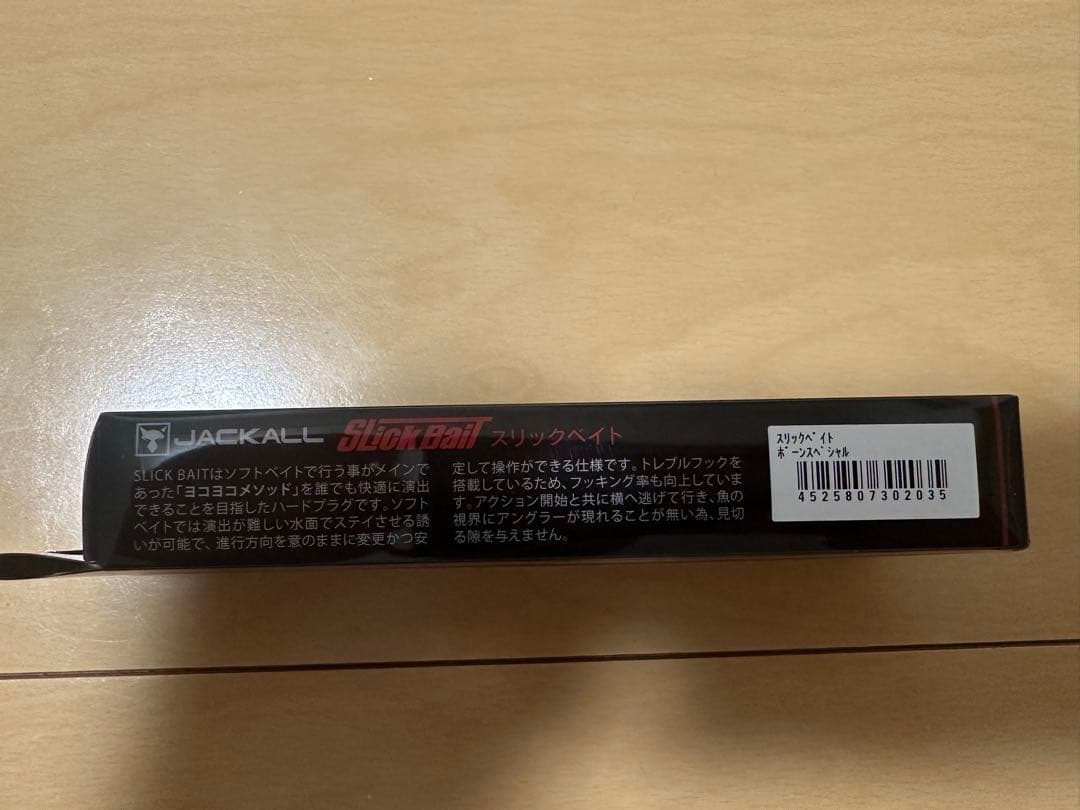 JACKALL SLick BaiT スリックベイト
SLICK BAITはソフトベイトで行う事がメインで
あった「ヨコヨコメソッド」を誰でも快適に演出
できることを目指したハードプラグです。ソフト
ベイトでは演出が難しい水面でステイさせる誘
いが可能で、進行方向を意のままに変更かつ安
定して操作ができる仕様です。トレブルフックを
搭載しているため、フッキング率も向上していま
す。アクション開始と共に横へ逃げて行き、魚の
視界にアングラーが現れることが無い為、見切
る隙を与えません。
ｽﾘｯｸﾍﾞｲﾄ
ﾎﾞｰﾝｽﾍﾟｼｬﾙ
4525807302035